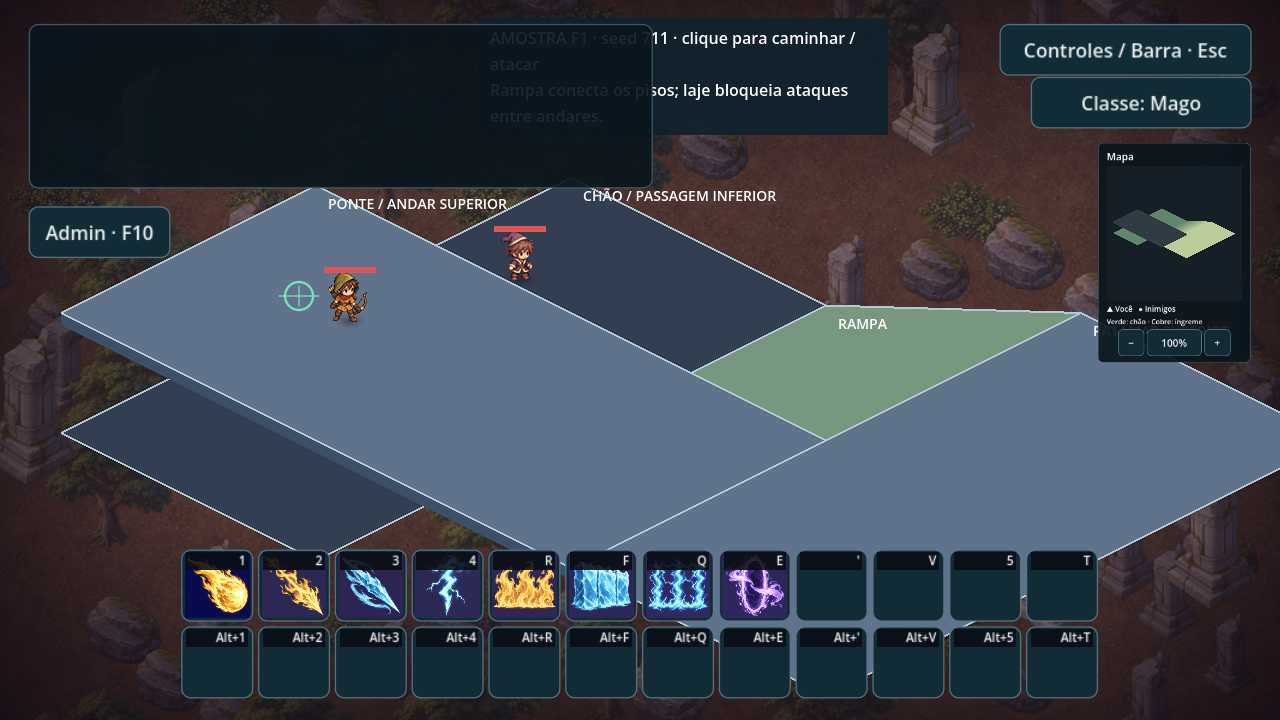 AMOSTRA F1 · seed 711 · clique para caminhar /
atacar
Rampa conecta os pisos; laje bloqueia ataques
entre andares.
Controles / Barra · Esc
Classe: Mago
Mapa
▲ Você ● Inimigos
Verde: chão · Cobre: íngreme
− 100% +
Admin · F10
PONTE / ANDAR SUPERIOR
CHÃO / PASSAGEM INFERIOR
RAMPA
1 2 3 4 R F Q E ' V 5 T
Alt+1 Alt+2 Alt+3 Alt+4 Alt+R Alt+F Alt+Q Alt+E Alt+' Alt+V Alt+5 Alt+T